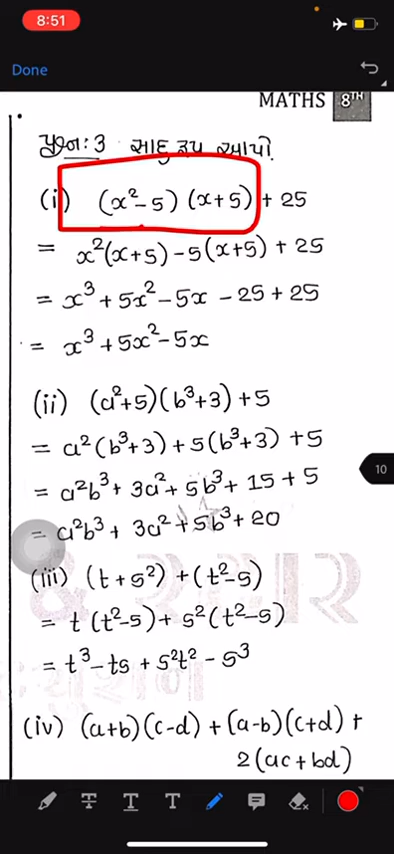 8:51
Done
MATHS 8TH
પ્રશ્ન: 3 સાદુ રૂપ આપો.
(i) (x²-5) (x+5) + 25
= x²(x+5) - 5(x+5) + 25
= x³ + 5x² - 5x - 25 + 25
= x³ + 5x² - 5x
(ii) (a²+5) (b³+3) + 5
= a² (b³+3) + 5(b³+3) + 5
10
= a²b³ + 3a² + 5b³ + 15 + 5
= a²b³ + 3a² + 5b³ + 20
(iii) (t + s²) + (t²-s)
= t (t²-s) + s² (t²-s)
= t³ - ts + s²t² - s³
(iv) (a+b) (c-d) + (a-b) (c+d) +
2 (ac + bd)